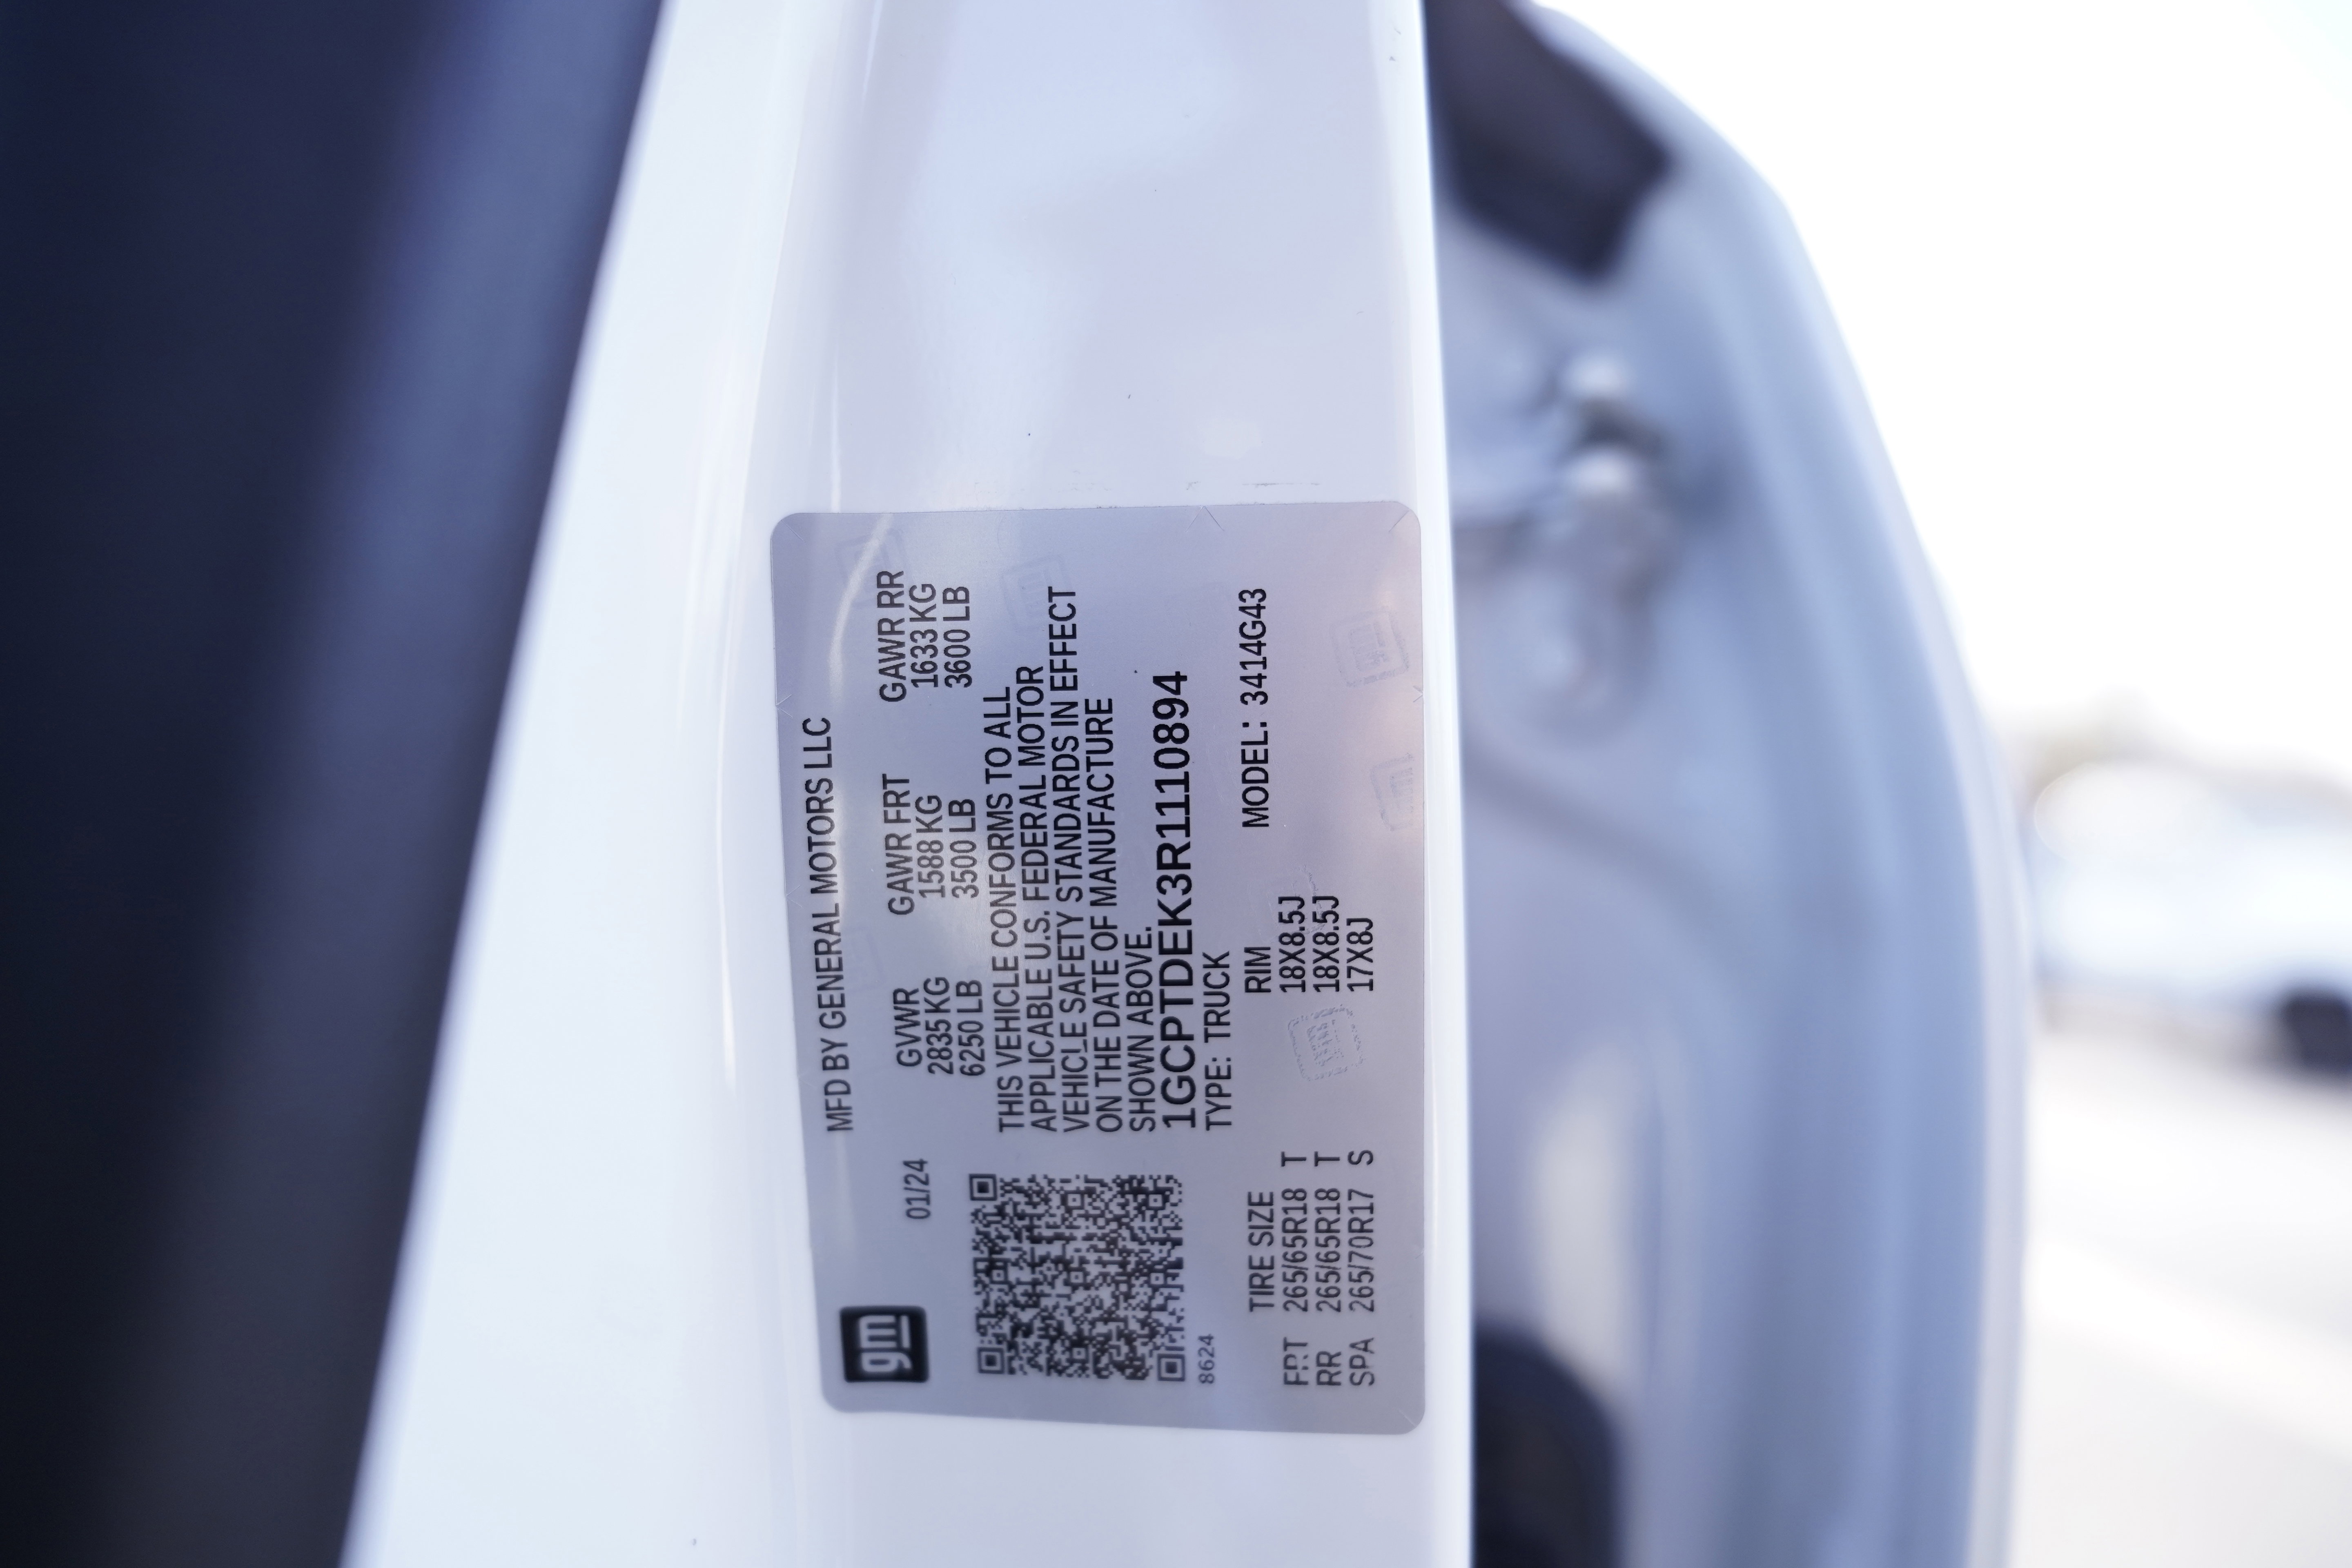 gm
MFD BY GENERAL MOTORS LLC
01/24
GVWR GAWR FRT GAWR RR
2835 KG 1588 KG 1633 KG
6250 LB 3500 LB 3600 LB
THIS VEHICLE CONFORMS TO ALL
APPLICABLE U.S. FEDERAL MOTOR
VEHICLE SAFETY STANDARDS IN EFFECT
ON THE DATE OF MANUFACTURE
SHOWN ABOVE.
1GCPTDEK3R1110894
8624
TYPE: TRUCK
MODEL: 3414G43
TIRE SIZE RIM
FRT 265/65R18 T 18X8.5J
RR 265/65R18 T 18X8.5J
SPA 265/70R17 S 17X8J